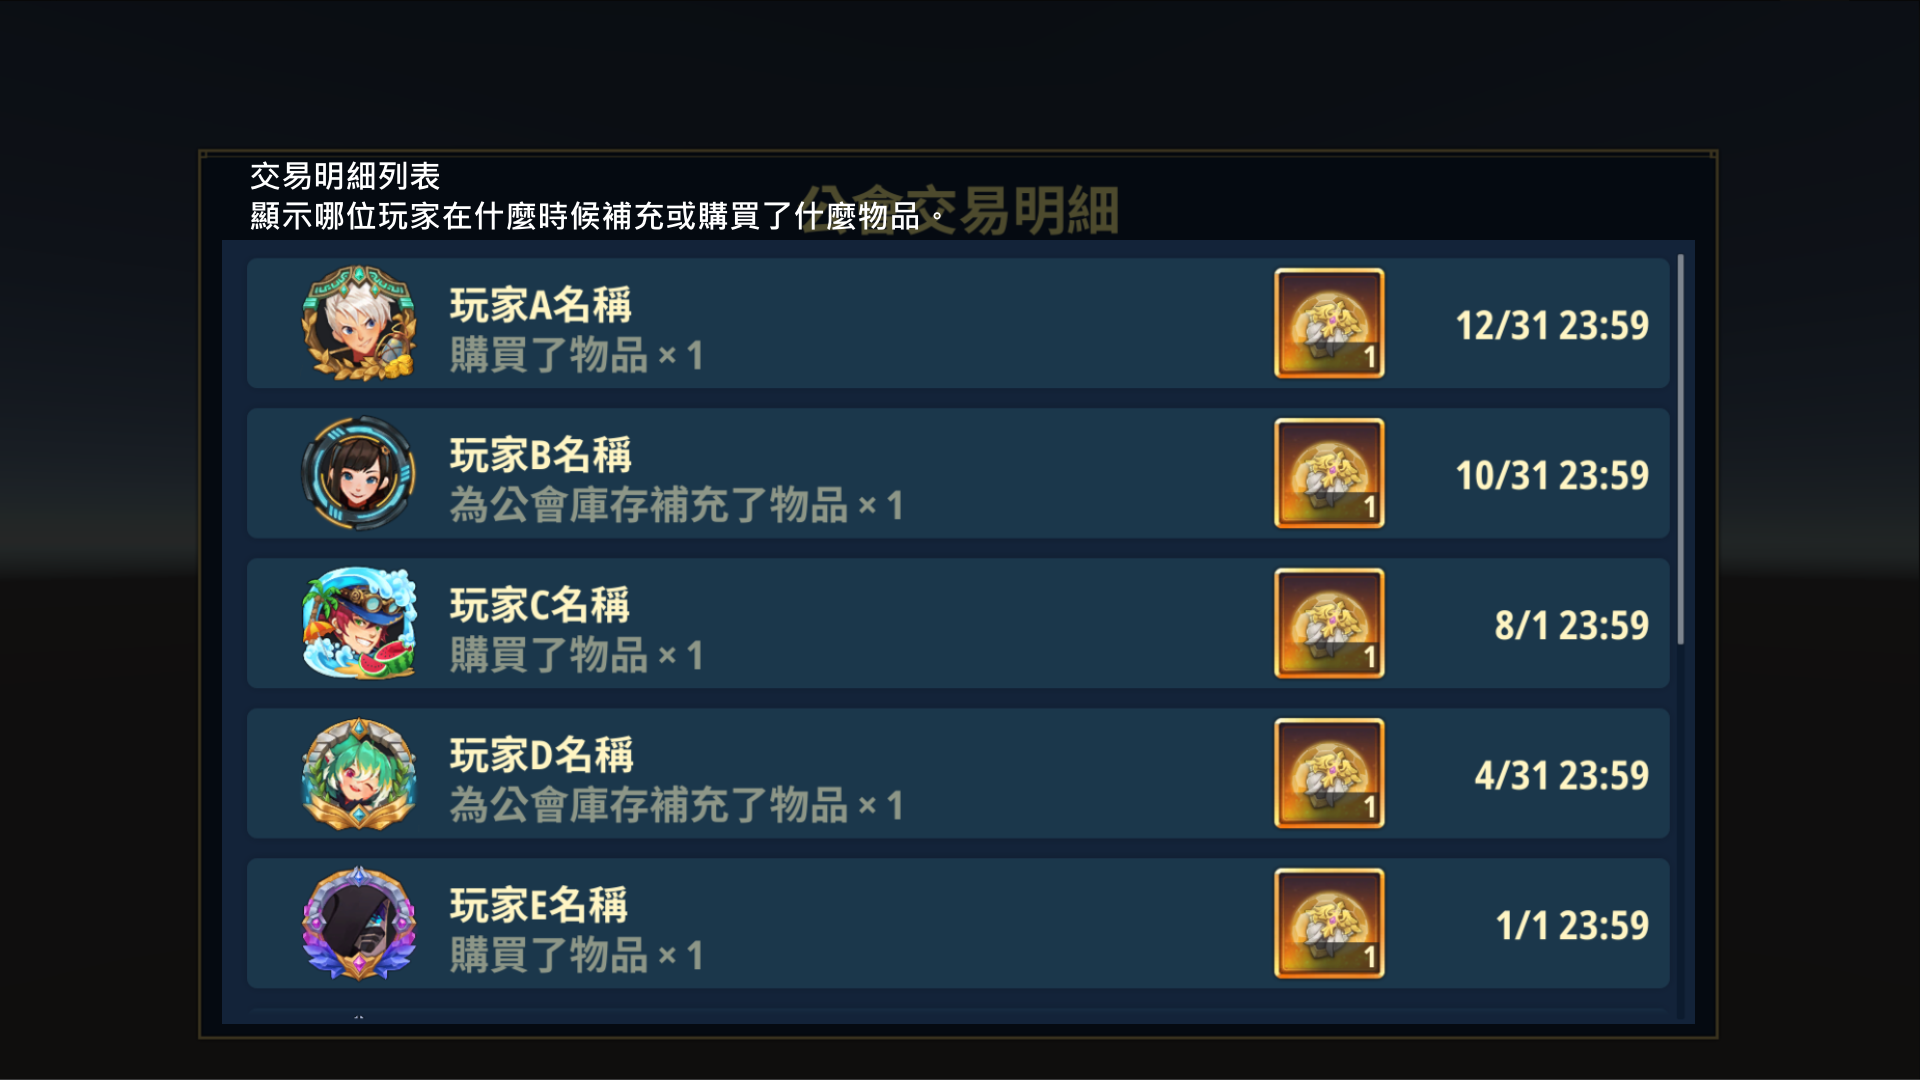 交易明細列表
公會交易明細
顯示哪位玩家在什麼時候補充或購買了什麼物品。
玩家A名稱
購買了物品 × 1
1
12/31 23:59
玩家B名稱
為公會庫存補充了物品 × 1
1
10/31 23:59
玩家C名稱
購買了物品 × 1
1
8/1 23:59
玩家D名稱
為公會庫存補充了物品 × 1
1
4/31 23:59
玩家E名稱
購買了物品 × 1
1
1/1 23:59